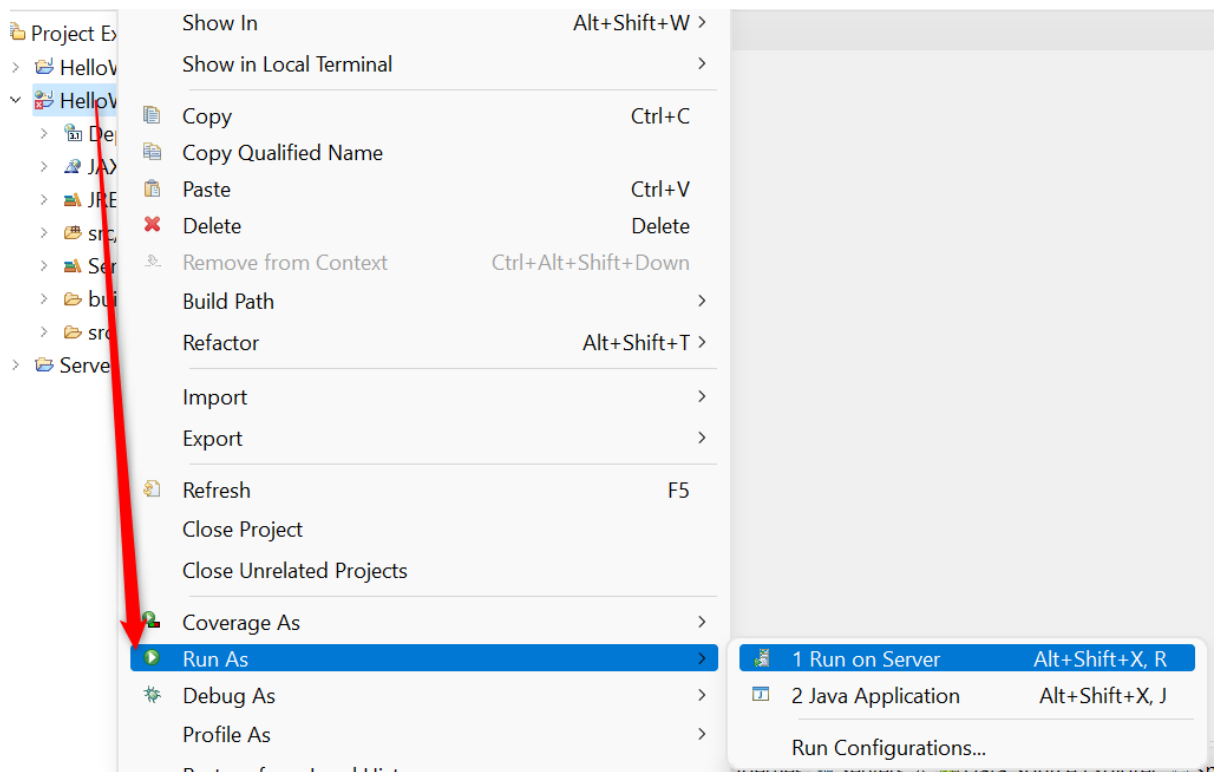 Project Ex
Show In Alt+Shift+W >
HelloW
Show in Local Terminal >
HelloW
Copy Ctrl+C
Dep
Copy Qualified Name
JAX
Paste Ctrl+V
JRE
Delete Delete
src/
Remove from Context Ctrl+Alt+Shift+Down
Ser
Build Path >
bui
src
Refactor Alt+Shift+T >
Serve
Import >
Export >
Refresh F5
Close Project
Close Unrelated Projects
Coverage As >
Run As >
1 Run on Server Alt+Shift+X, R
Debug As >
2 Java Application Alt+Shift+X, J
Profile As >
Run Configurations...